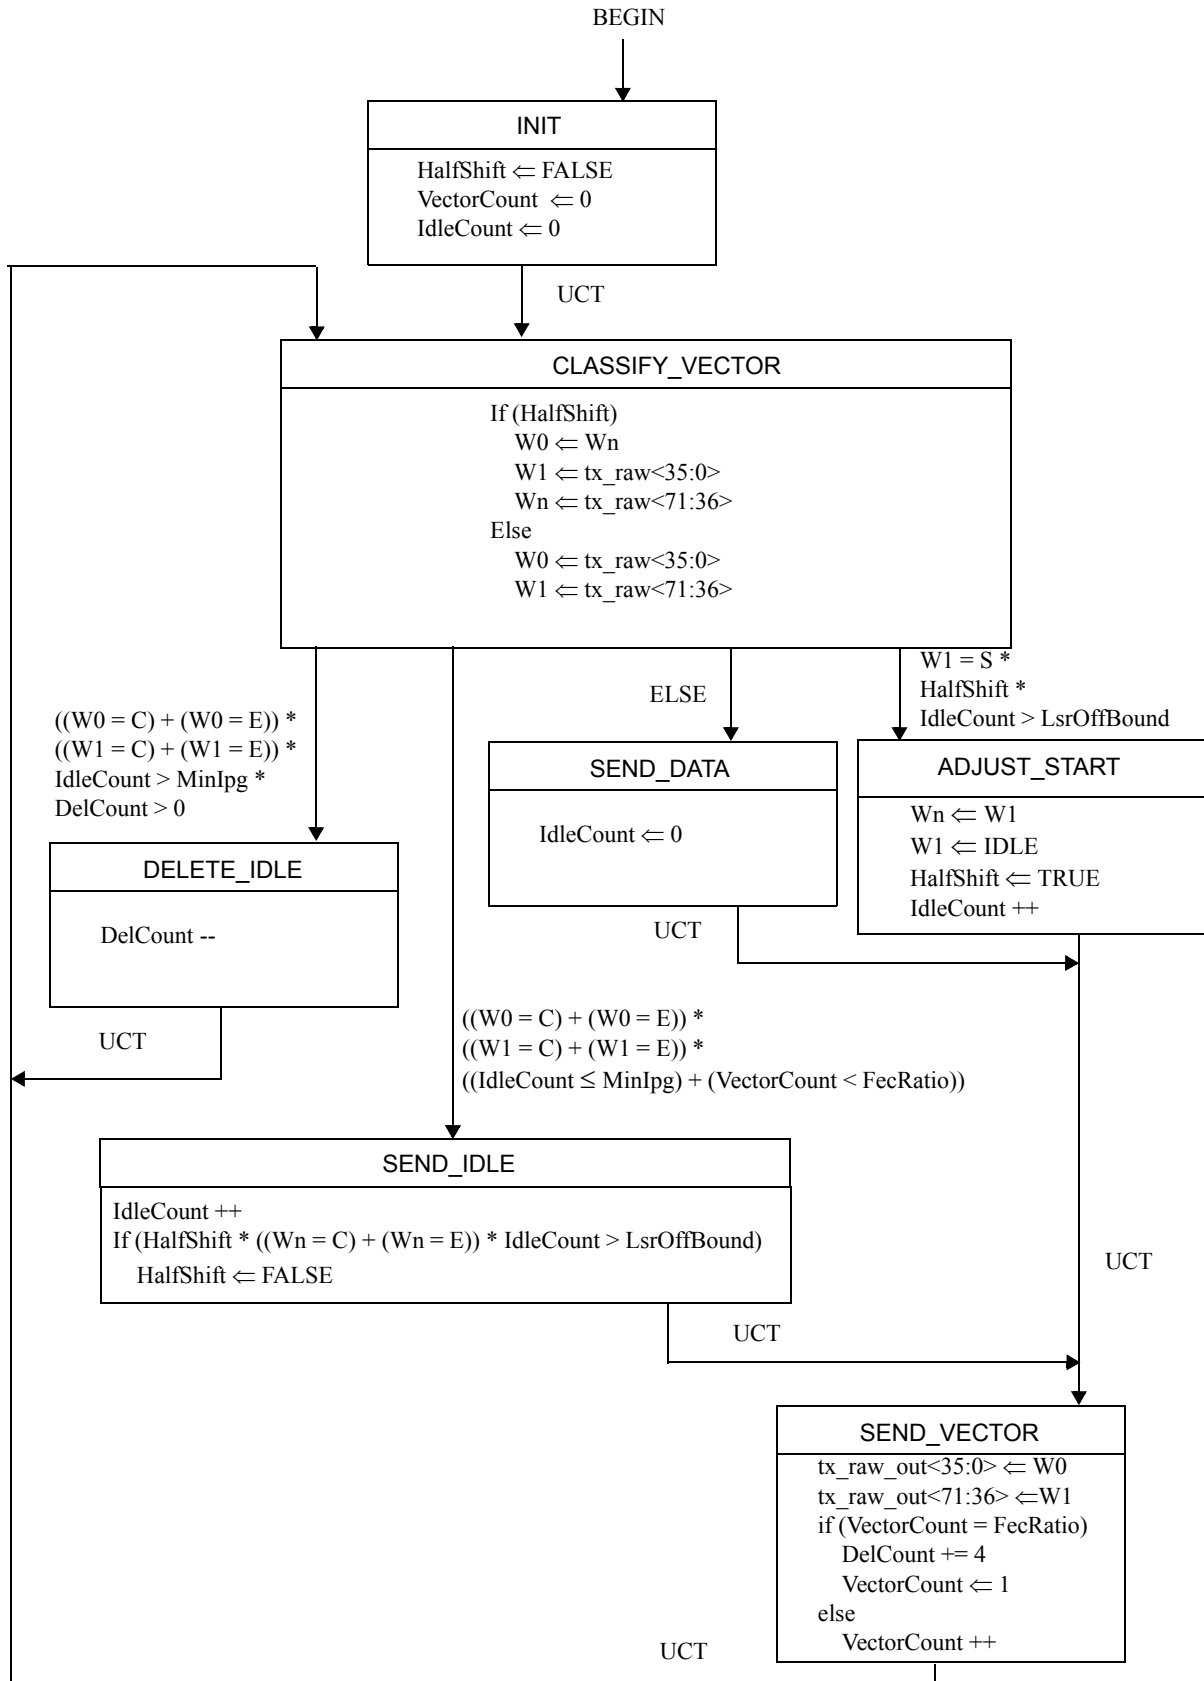 BEGIN
INIT
HalfShift ⇐ FALSE
VectorCount ⇐ 0
IdleCount ⇐ 0
UCT
CLASSIFY_VECTOR
If (HalfShift)
W0 ⇐ Wn
W1 ⇐ tx_raw<35:0>
Wn ⇐ tx_raw<71:36>
Else
W0 ⇐ tx_raw<35:0>
W1 ⇐ tx_raw<71:36>
((W0 = C) + (W0 = E)) *
((W1 = C) + (W1 = E)) *
IdleCount > MinIpg *
DelCount > 0
ELSE
W1 = S *
HalfShift *
IdleCount > LsrOffBound
DELETE_IDLE
DelCount --
UCT
SEND_DATA
IdleCount ⇐ 0
UCT
ADJUST_START
Wn ⇐ W1
W1 ⇐ IDLE
HalfShift ⇐ TRUE
IdleCount ++
((W0 = C) + (W0 = E)) *
((W1 = C) + (W1 = E)) *
((IdleCount ≤ MinIpg) + (VectorCount < FecRatio))
SEND_IDLE
IdleCount ++
If (HalfShift * ((Wn = C) + (Wn = E)) * IdleCount > LsrOffBound)
HalfShift ⇐ FALSE
UCT
UCT
SEND_VECTOR
tx_raw_out<35:0> ⇐ W0
tx_raw_out<71:36> ⇐W1
if (VectorCount = FecRatio)
DelCount += 4
VectorCount ⇐ 1
else
VectorCount ++
UCT